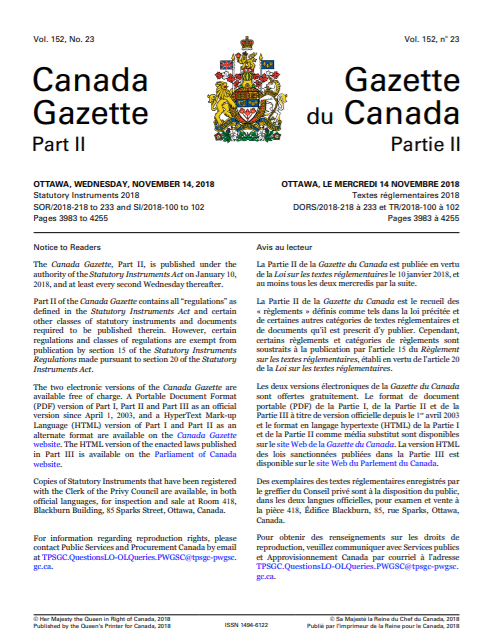 Vol. 152, No. 23
Vol. 152, nº 23
Canada
Gazette
Part II
Gazette
du Canada
Partie II
OTTAWA, WEDNESDAY, NOVEMBER 14, 2018
Statutory Instruments 2018
SOR/2018-218 to 233 and SI/2018-100 to 102
Pages 3983 to 4255
OTTAWA, LE MERCREDI 14 NOVEMBRE 2018
Textes réglementaires 2018
DORS/2018-218 à 233 et TR/2018-100 à 102
Pages 3983 à 4255
Notice to Readers
The Canada Gazette, Part II, is published under the
authority of the Statutory Instruments Act on January 10,
2018, and at least every second Wednesday thereafter.
Part II of the Canada Gazette contains all “regulations” as
defined in the Statutory Instruments Act and certain
other classes of statutory instruments and documents
required to be published therein. However, certain
regulations and classes of regulations are exempt from
publication by section 15 of the Statutory Instruments
Regulations made pursuant to section 20 of the Statutory
Instruments Act.
The two electronic versions of the Canada Gazette are
available free of charge. A Portable Document Format
(PDF) version of Part I, Part II and Part III as an official
version since April 1, 2003, and a HyperText Mark-up
Language (HTML) version of Part I and Part II as an
alternate format are available on the Canada Gazette
website. The HTML version of the enacted laws published
in Part III is available on the Parliament of Canada
website.
Copies of Statutory Instruments that have been registered
with the Clerk of the Privy Council are available, in both
official languages, for inspection and sale at Room 418,
Blackburn Building, 85 Sparks Street, Ottawa, Canada.
For information regarding reproduction rights, please
contact Public Services and Procurement Canada by email
at TPSGC.QuestionsLO-OLQueries.PWGSC@tpsgc-pwgsc.
gc.ca.
Avis au lecteur
La Partie II de la Gazette du Canada est publiée en vertu
de la Loi sur les textes réglementaires le 10 janvier 2018, et
au moins tous les deux mercredis par la suite.
La Partie II de la Gazette du Canada est le recueil des
« règlements » définis comme tels dans la loi précitée et
de certaines autres catégories de textes réglementaires et
de documents qu’il est prescrit d’y publier. Cependant,
certains règlements et catégories de règlements sont
soustraits à la publication par l’article 15 du Règlement
sur les textes réglementaires, établi en vertu de l’article 20
de la Loi sur les textes réglementaires.
Les deux versions électroniques de la Gazette du Canada
sont offertes gratuitement. Le format de document
portable (PDF) de la Partie I, de la Partie II et de la
Partie III à titre de version officielle depuis le 1er avril 2003
et le format en langage hypertexte (HTML) de la Partie I
et de la Partie II comme média substitut sont disponibles
sur le site Web de la Gazette du Canada. La version HTML
des lois sanctionnées publiées dans la Partie III est
disponible sur le site Web du Parlement du Canada.
Des exemplaires des textes réglementaires enregistrés par
le greffier du Conseil privé sont à la disposition du public,
dans les deux langues officielles, pour examen et vente à
la pièce 418, Édifice Blackburn, 85, rue Sparks, Ottawa,
Canada.
Pour obtenir des renseignements sur les droits de
reproduction, veuillez communiquer avec Services publics
et Approvisionnement Canada par courriel à l’adresse
TPSGC.QuestionsLO-OLQueries.PWGSC@tpsgc-pwgsc.
gc.ca.
© Her Majesty the Queen in Right of Canada, 2018
Published by the Queen’s Printer for Canada, 2018
ISSN 1494-6122
© Sa Majesté la Reine du Chef du Canada, 2018
Publié par l’imprimeur de la Reine pour le Canada, 2018